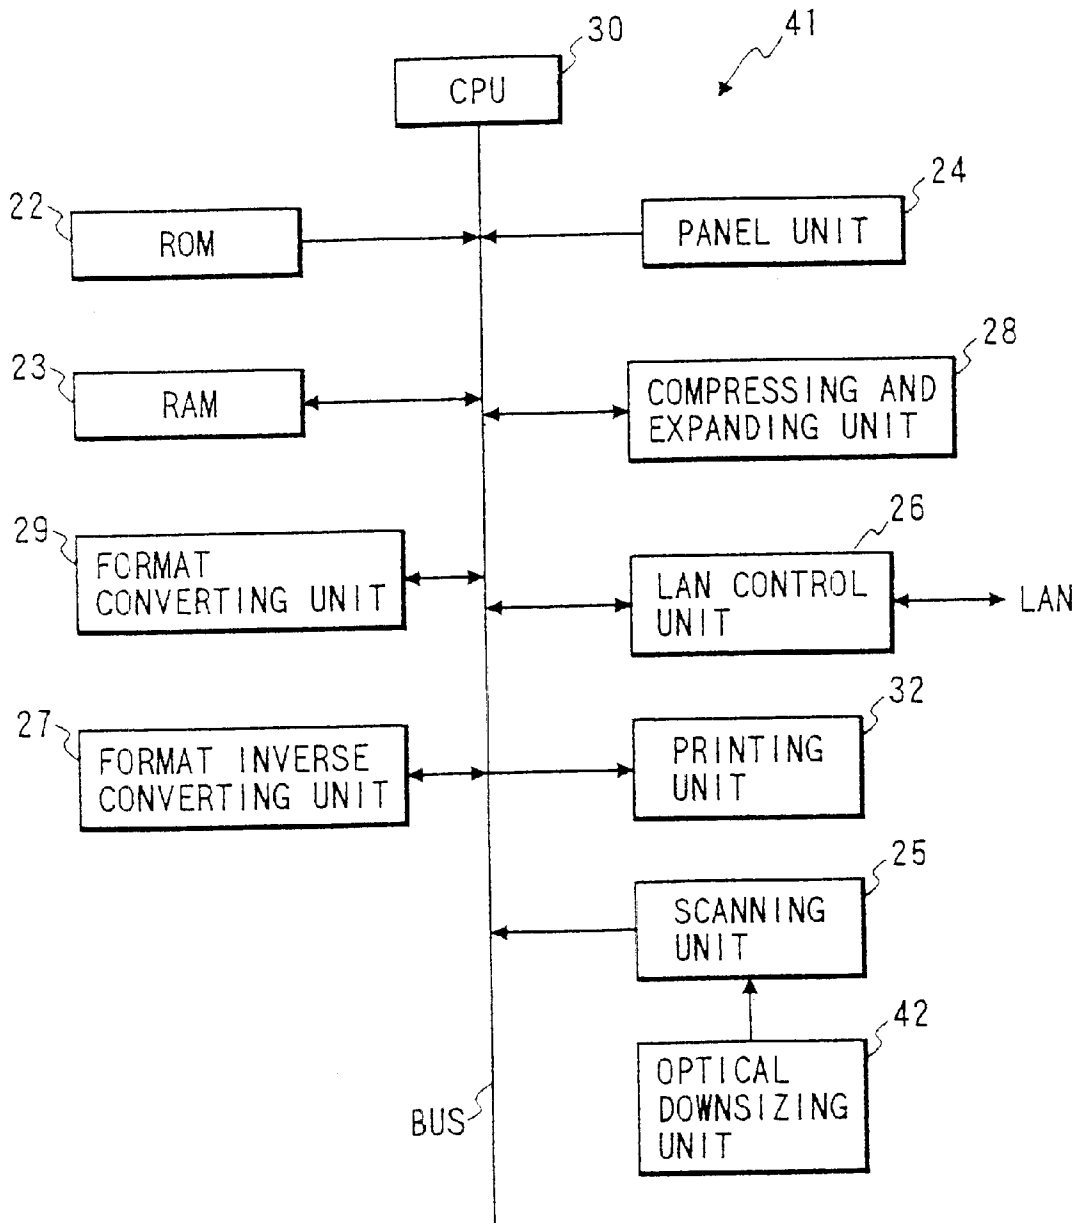 30
41
CPU
22
ROM
24
PANEL UNIT
23
RAM
28
COMPRESSING AND
EXPANDING UNIT
29
FORMAT
CONVERTING UNIT
26
LAN CONTROL
UNIT
LAN
27
FORMAT INVERSE
CONVERTING UNIT
32
PRINTING
UNIT
25
SCANNING
UNIT
42
OPTICAL
DOWNSIZING
UNIT
BUS